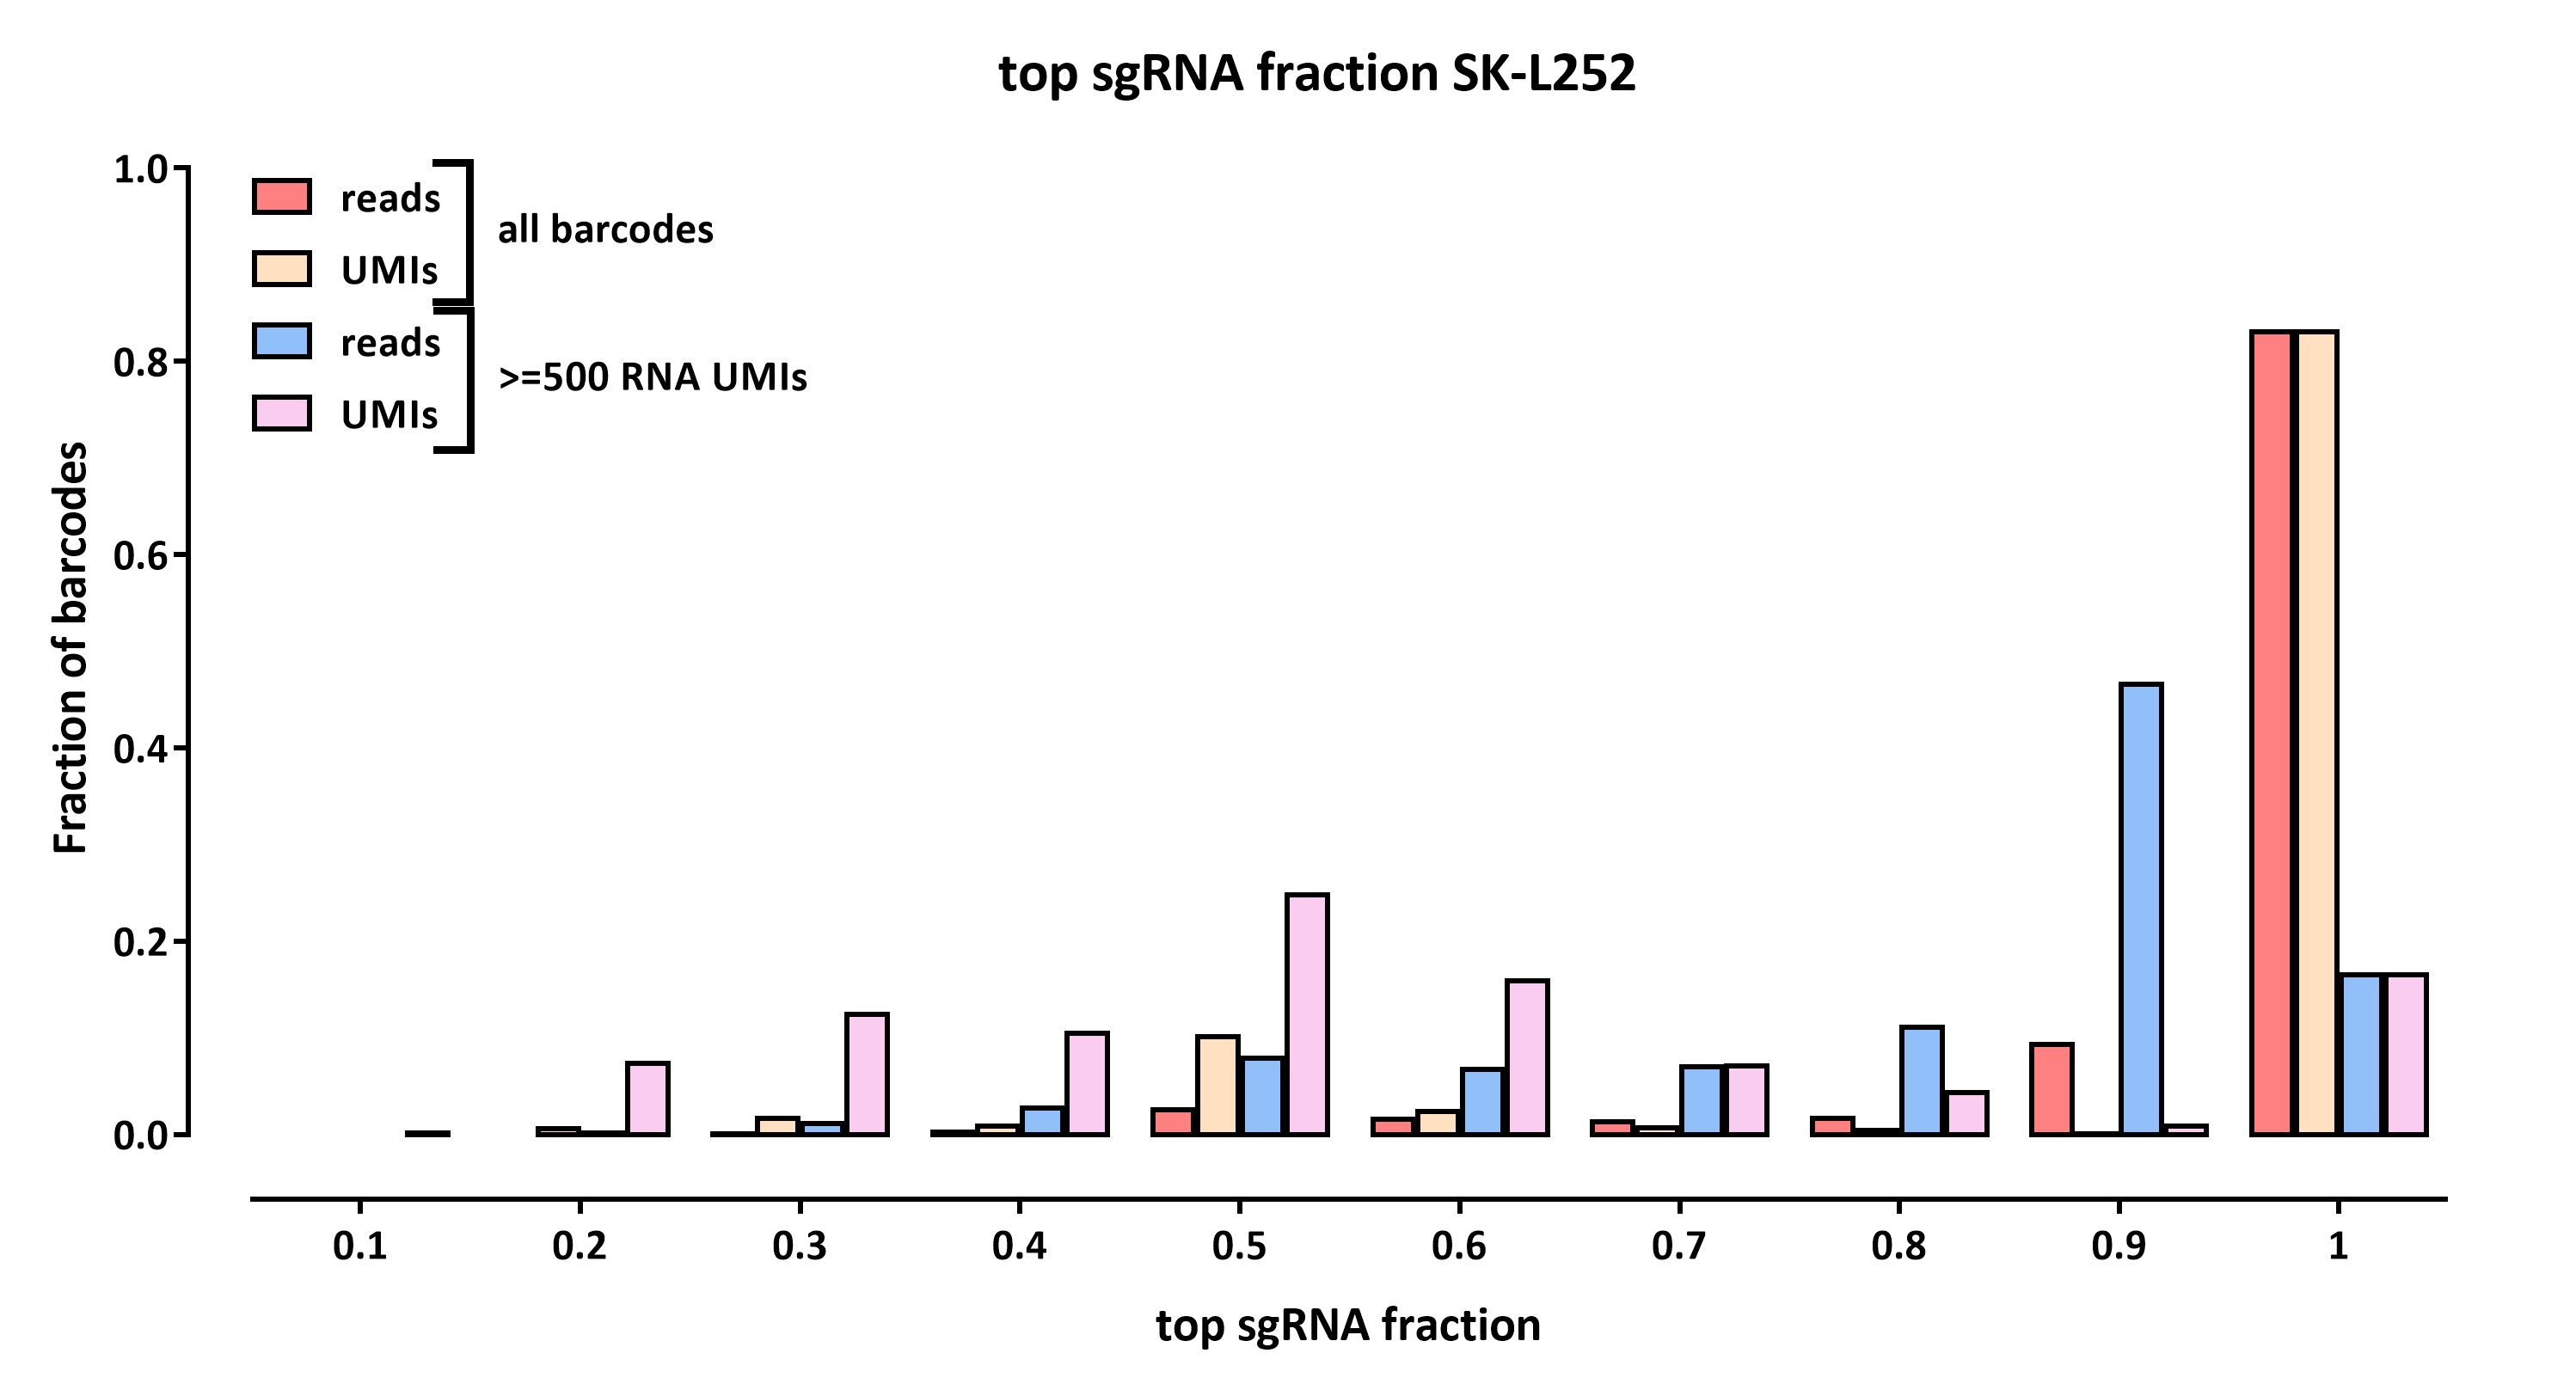 top sgRNA fraction SK-L252
1.0
0.8
0.6
0.4
0.2
0.0
Fraction of barcodes
reads
UMIs
all barcodes
reads
UMIs
>=500 RNA UMIs
0.1 0.2 0.3 0.4 0.5 0.6 0.7 0.8 0.9 1
top sgRNA fraction